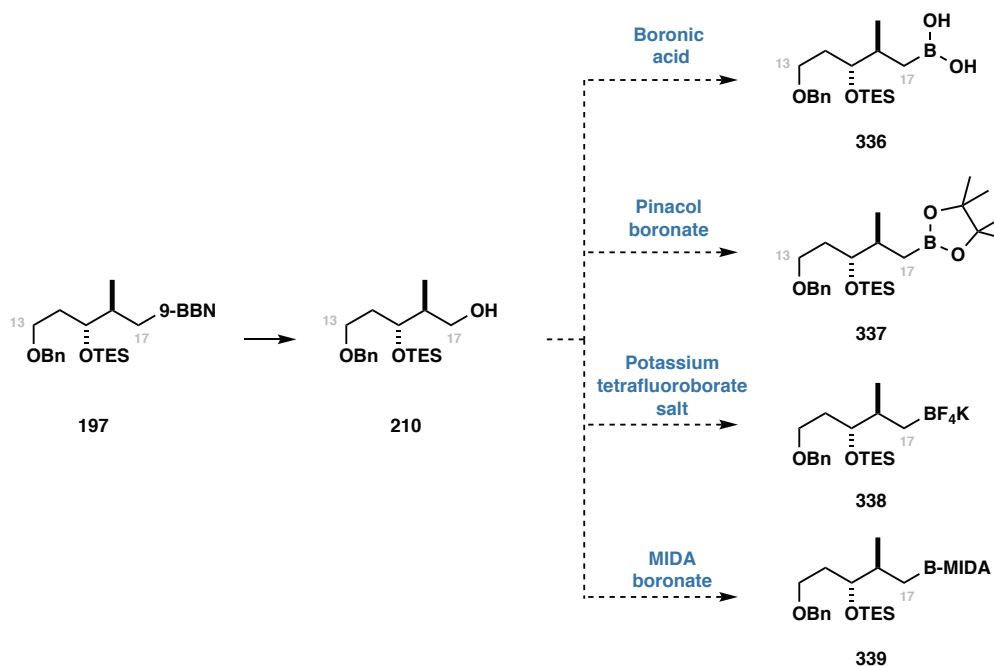 Boronic
acid
13
OBn
OTES
17
B
OH
OH
336
Pinacol
boronate
13
OBn
OTES
17
B
O
O
337
13
OBn
OTES
17
9-BBN
197
13
OBn
OTES
17
OH
210
Potassium
tetrafluoroborate
salt
OBn
OTES
17
BF4K
338
MIDA
boronate
OBn
OTES
17
B-MIDA
339